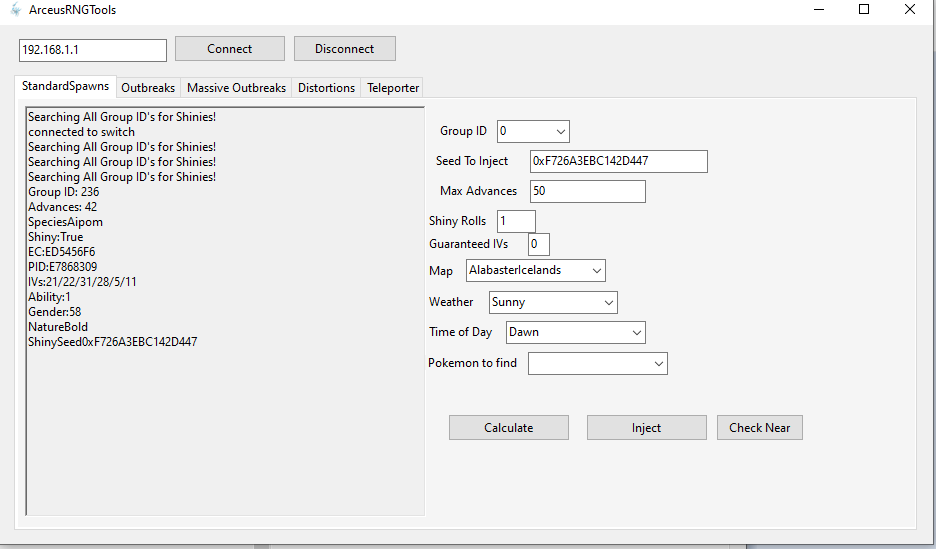 ArceusRNGTools
192.168.1.1 Connect Disconnect
StandardSpawns Outbreaks Massive Outbreaks Distortions Teleporter
Searching All Group ID's for Shinies!
connected to switch
Searching All Group ID's for Shinies!
Searching All Group ID's for Shinies!
Searching All Group ID's for Shinies!
Group ID: 236
Advances: 42
SpeciesAipom
Shiny:True
EC:ED5456F6
PID:E7868309
IVs:21/22/31/28/5/11
Ability:1
Gender:58
NatureBold
ShinySeed0xF726A3EBC142D447
Group ID 0
Seed To Inject 0xF726A3EBC142D447
Max Advances 50
Shiny Rolls 1
Guaranteed IVs 0
Map AlabasterIcelands
Weather Sunny
Time of Day Dawn
Pokemon to find
Calculate Inject Check Near